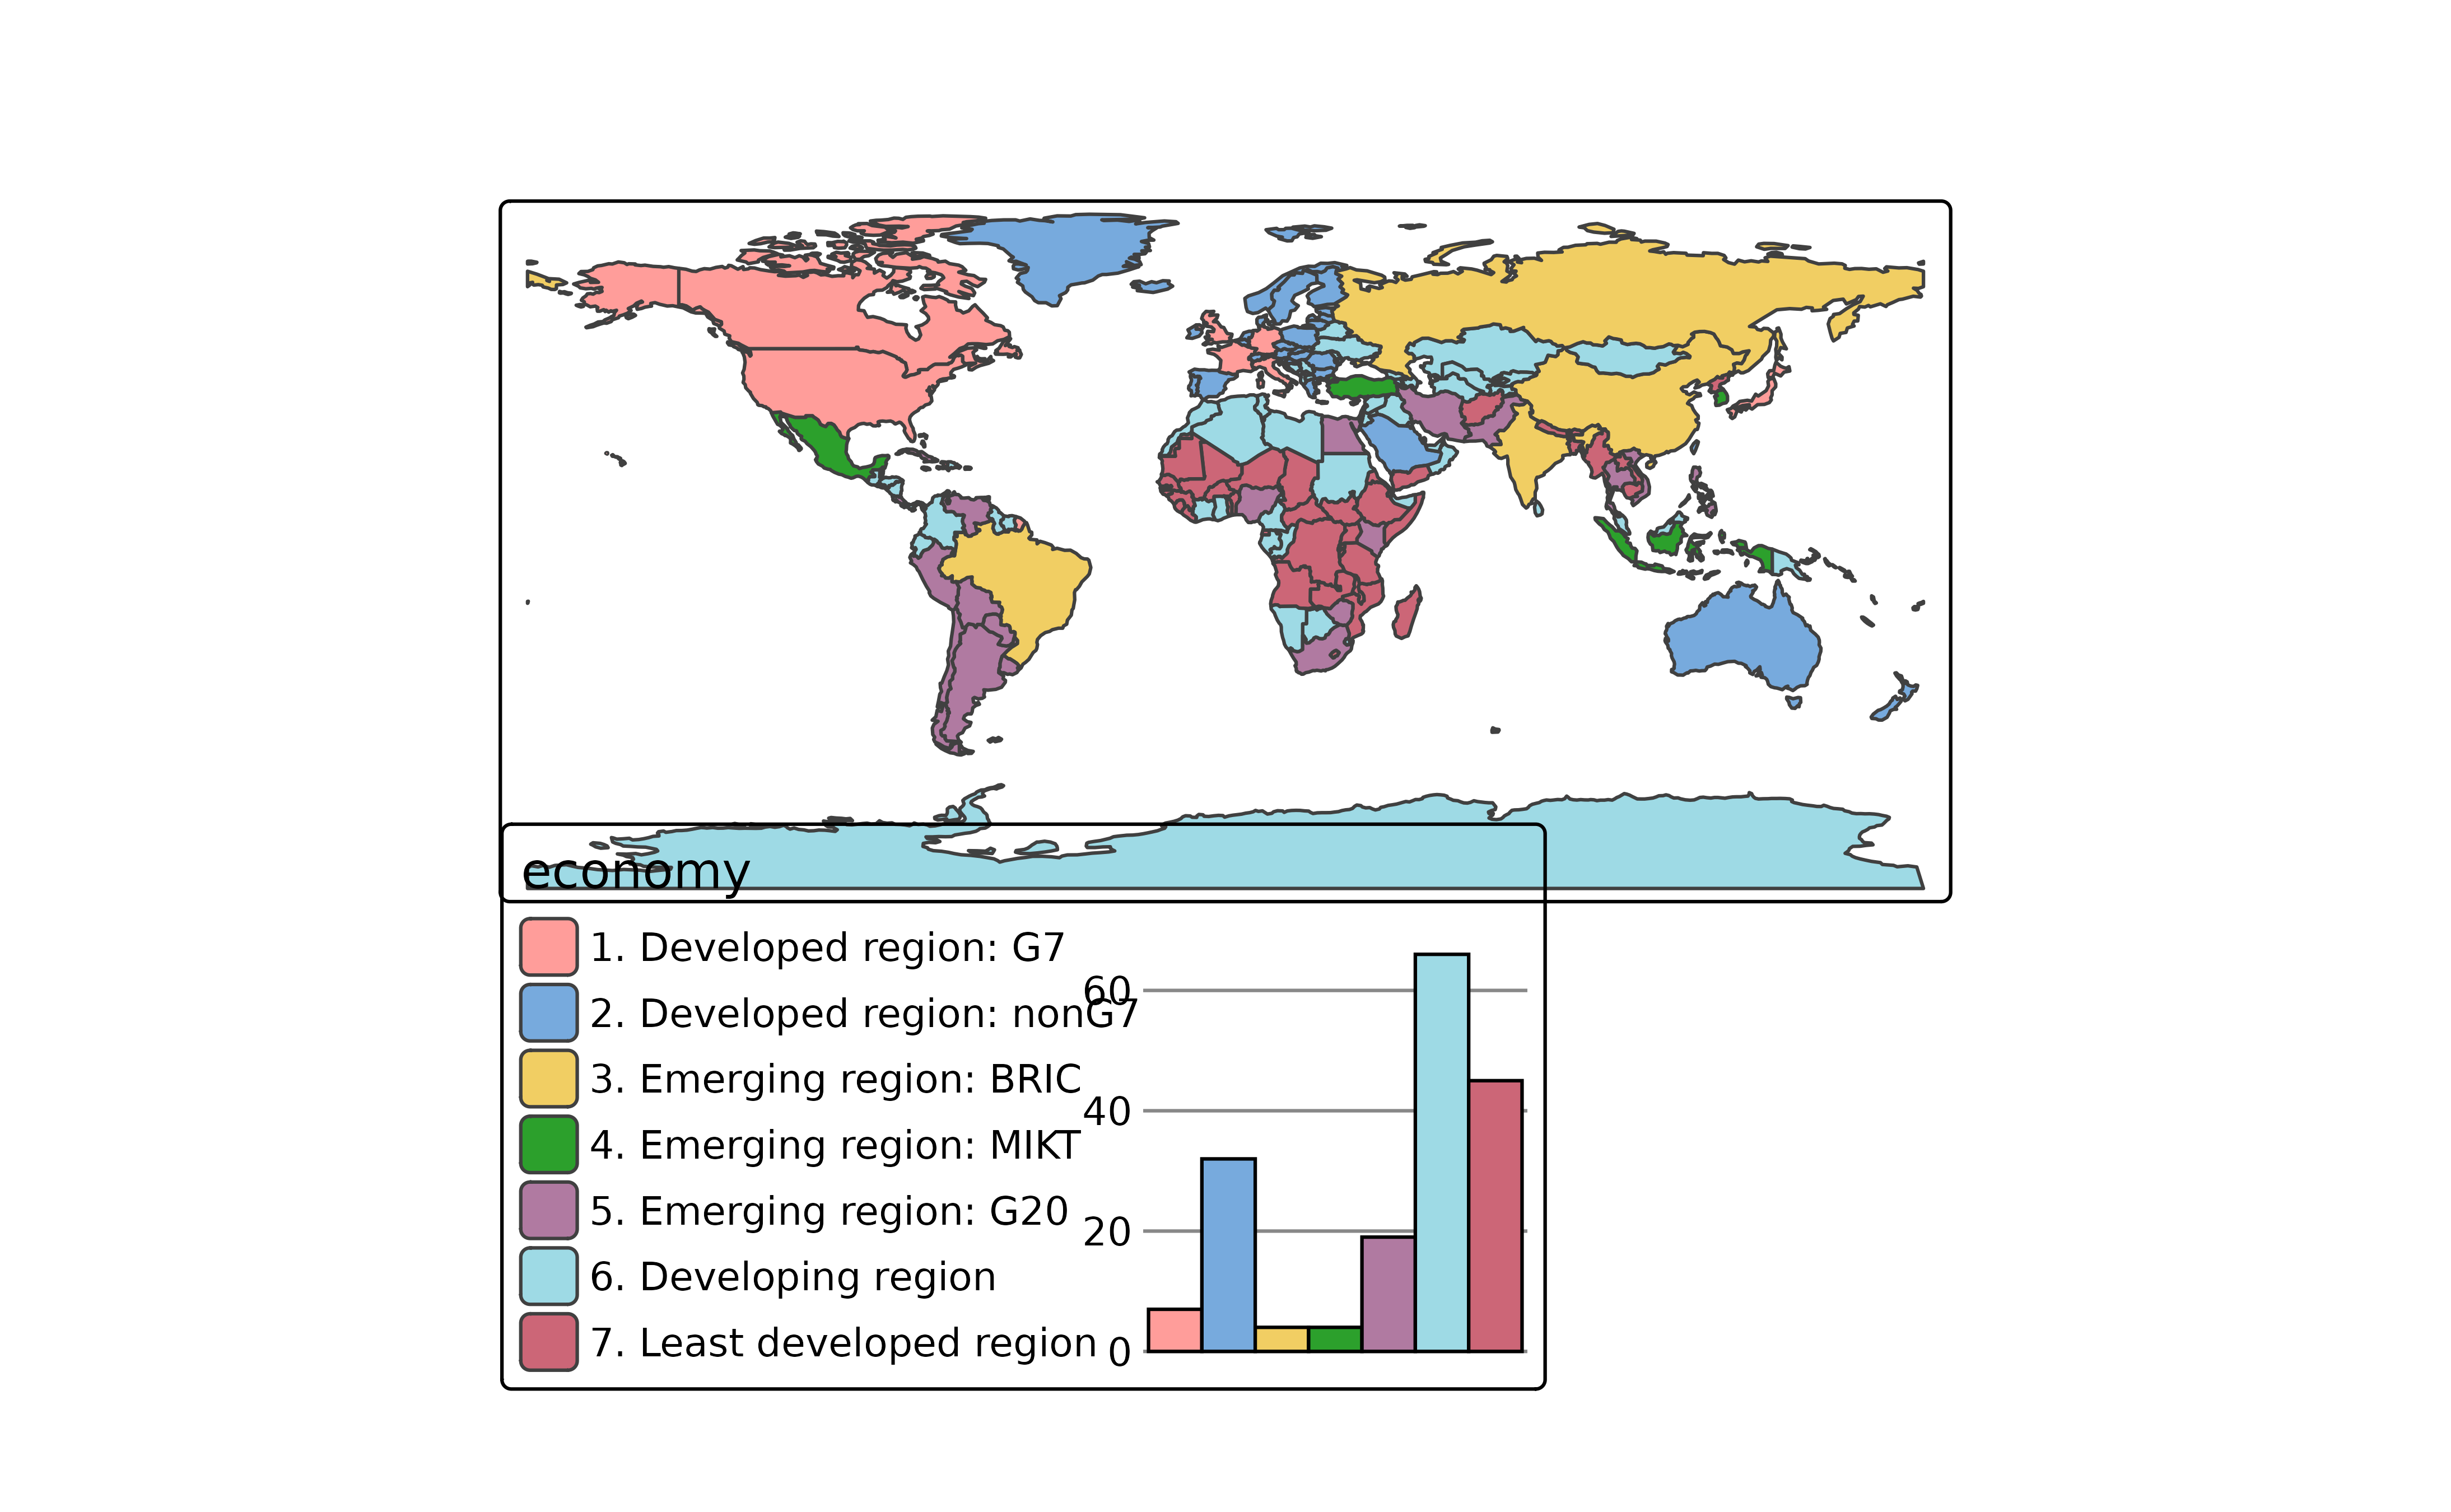 economy
1. Developed region: G7
2. Developed region: nonG7
3. Emerging region: BRIC
4. Emerging region: MIKT
5. Emerging region: G20
6. Developing region
7. Least developed region
60
40
20
0